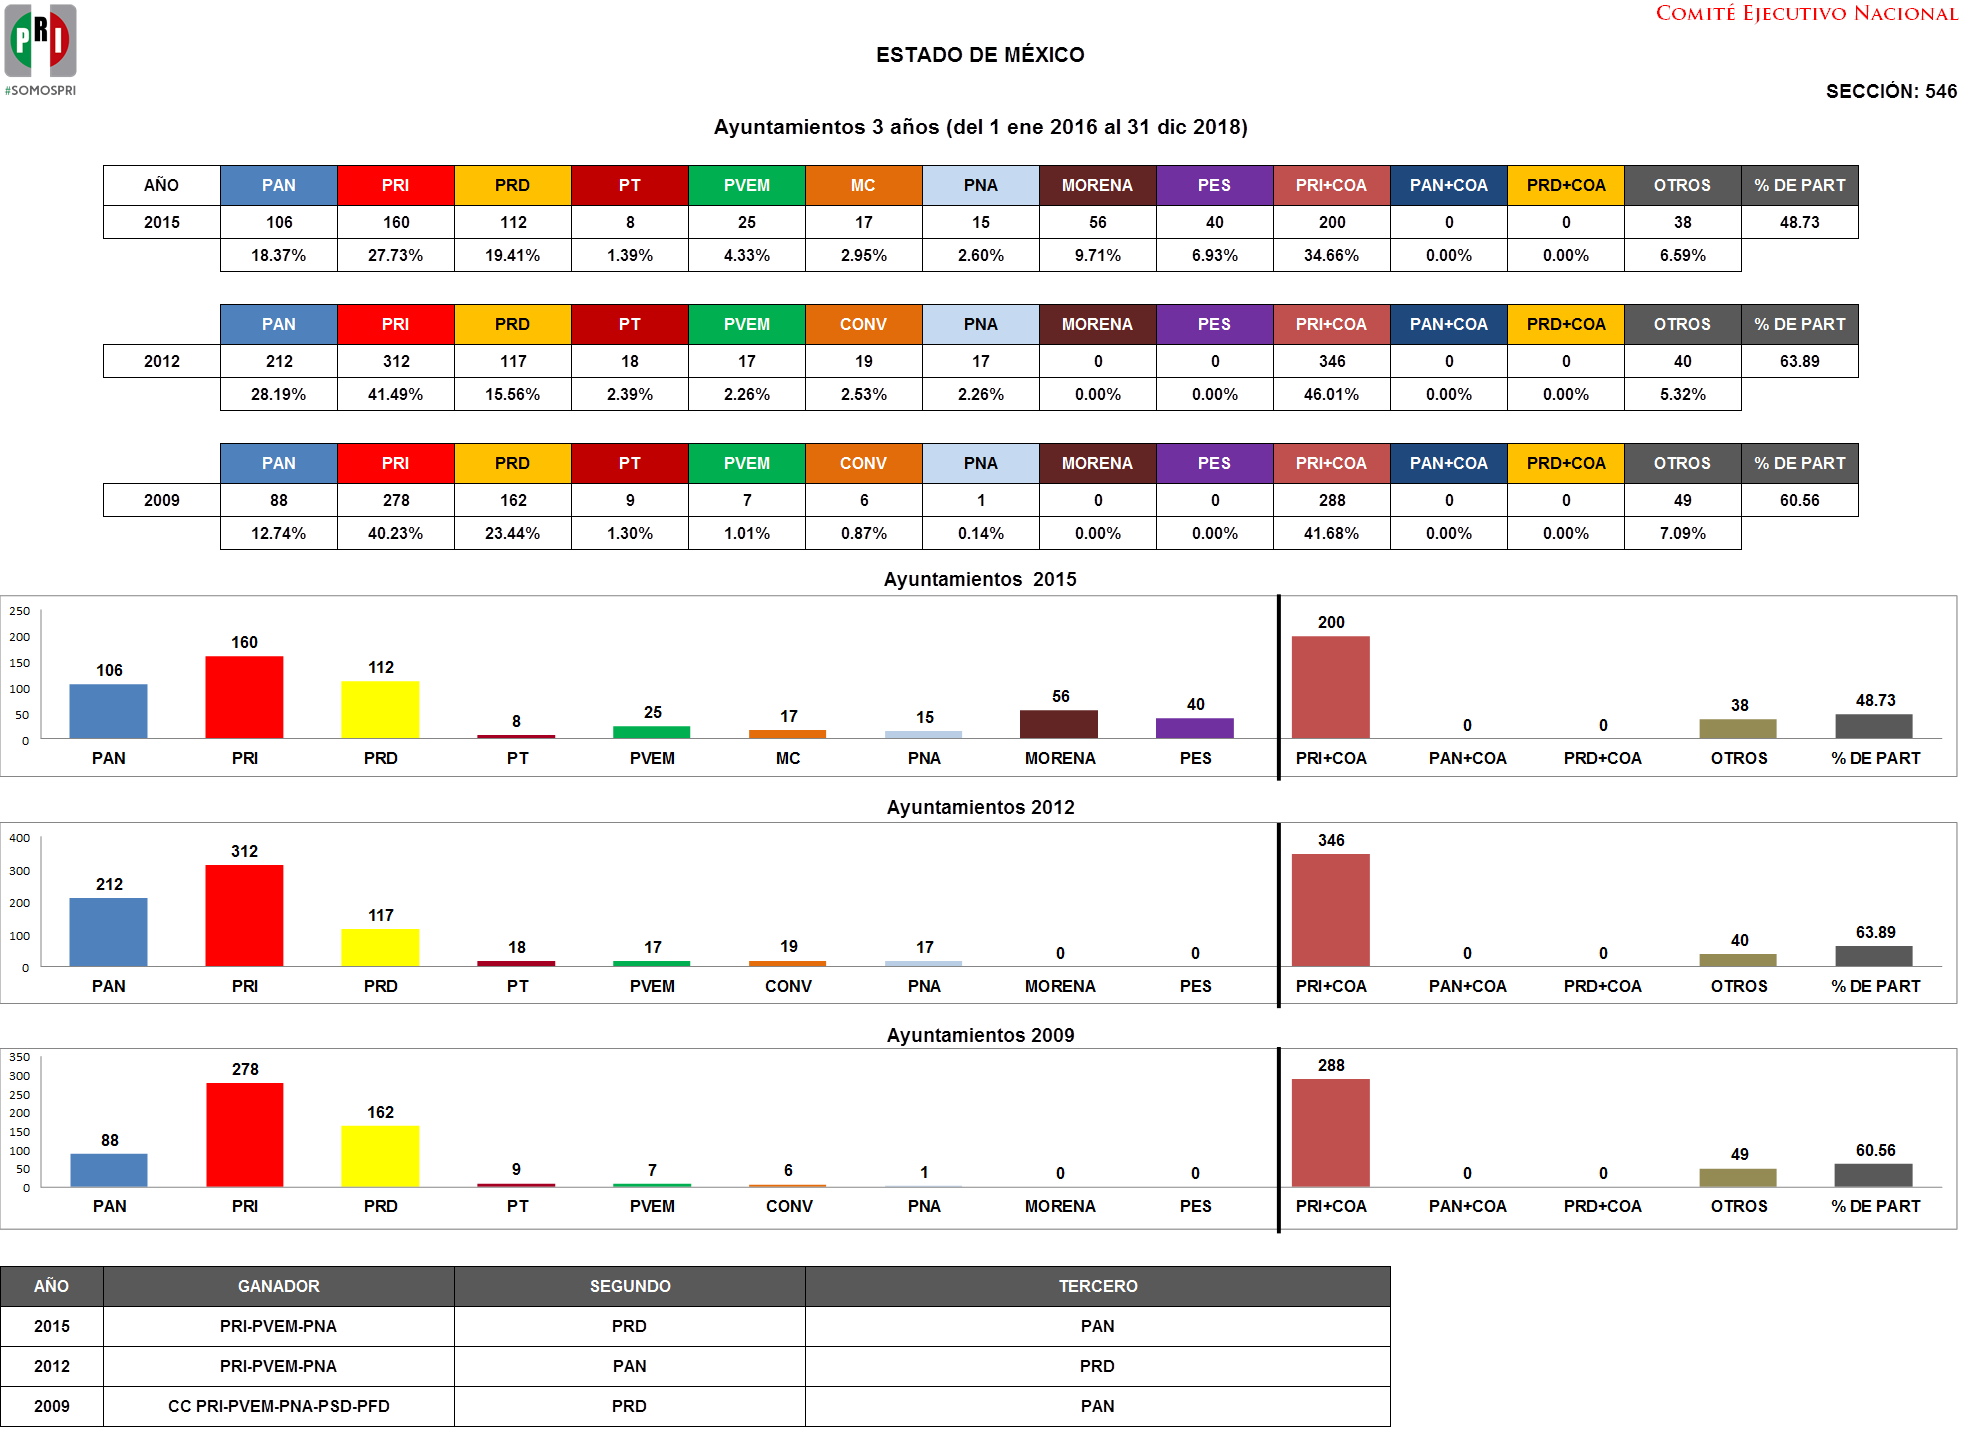 PRI
#SOMOSPRI
COMITÉ EJECUTIVO NACIONAL
ESTADO DE MÉXICO
SECCIÓN: 546
Ayuntamientos 3 años (del 1 ene 2016 al 31 dic 2018)
AÑO PAN PRI PRD PT PVEM MC PNA MORENA PES PRI+COA PAN+COA PRD+COA OTROS % DE PART
2015 106 160 112 8 25 17 15 56 40 200 0 0 38 48.73
18.37% 27.73% 19.41% 1.39% 4.33% 2.95% 2.60% 9.71% 6.93% 34.66% 0.00% 0.00% 6.59%
PAN PRI PRD PT PVEM CONV PNA MORENA PES PRI+COA PAN+COA PRD+COA OTROS % DE PART
2012 212 312 117 18 17 19 17 0 0 346 0 0 40 63.89
28.19% 41.49% 15.56% 2.39% 2.26% 2.53% 2.26% 0.00% 0.00% 46.01% 0.00% 0.00% 5.32%
PAN PRI PRD PT PVEM CONV PNA MORENA PES PRI+COA PAN+COA PRD+COA OTROS % DE PART
2009 88 278 162 9 7 6 1 0 0 288 0 0 49 60.56
12.74% 40.23% 23.44% 1.30% 1.01% 0.87% 0.14% 0.00% 0.00% 41.68% 0.00% 0.00% 7.09%
Ayuntamientos 2015
250
200
150
100
50
0
106 160 112 8 25 17 15 56 40 200 0 0 38 48.73
PAN PRI PRD PT PVEM MC PNA MORENA PES PRI+COA PAN+COA PRD+COA OTROS % DE PART
Ayuntamientos 2012
400
300
200
100
0
212 312 117 18 17 19 17 0 0 346 0 0 40 63.89
PAN PRI PRD PT PVEM CONV PNA MORENA PES PRI+COA PAN+COA PRD+COA OTROS % DE PART
Ayuntamientos 2009
350
300
250
200
150
100
50
0
88 278 162 9 7 6 1 0 0 288 0 0 49 60.56
PAN PRI PRD PT PVEM CONV PNA MORENA PES PRI+COA PAN+COA PRD+COA OTROS % DE PART
AÑO GANADOR SEGUNDO TERCERO
2015 PRI-PVEM-PNA PRD PAN
2012 PRI-PVEM-PNA PAN PRD
2009 CC PRI-PVEM-PNA-PSD-PFD PRD PAN